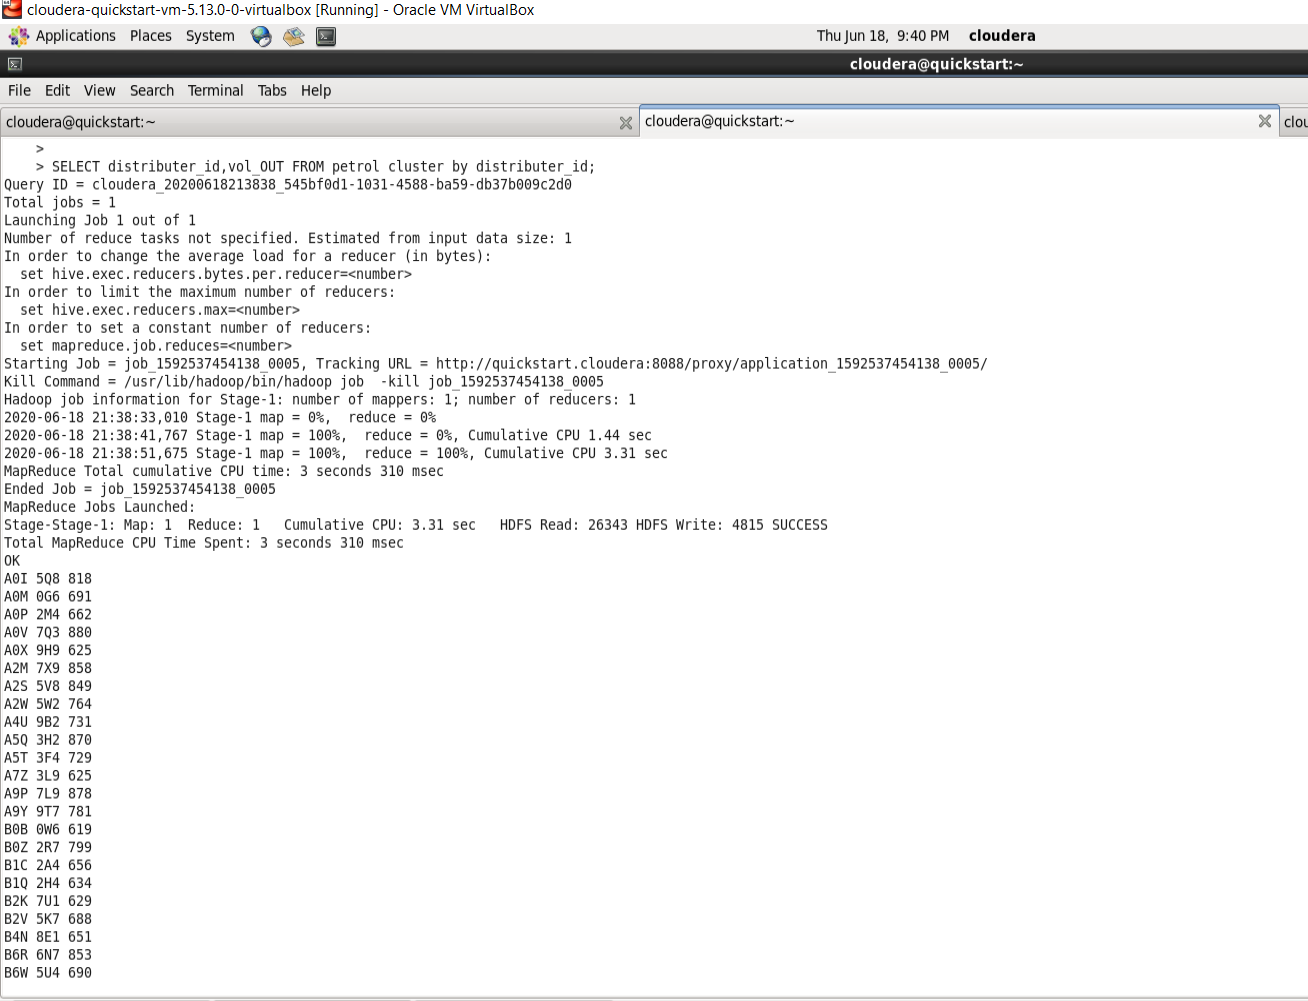 cloudera-quickstart-vm-5.13.0-0-virtualbox [Running] - Oracle VM VirtualBox
Applications Places System Thu Jun 18, 9:40 PM cloudera
cloudera@quickstart:~
File Edit View Search Terminal Tabs Help
cloudera@quickstart:~ cloudera@quickstart:~ clou
>
> SELECT distributer_id,vol_OUT FROM petrol cluster by distributer_id;
Query ID = cloudera_20200618213838_545bf0d1-1031-4588-ba59-db37b009c2d0
Total jobs = 1
Launching Job 1 out of 1
Number of reduce tasks not specified. Estimated from input data size: 1
In order to change the average load for a reducer (in bytes):
  set hive.exec.reducers.bytes.per.reducer=<number>
In order to limit the maximum number of reducers:
  set hive.exec.reducers.max=<number>
In order to set a constant number of reducers:
  set mapreduce.job.reduces=<number>
Starting Job = job_1592537454138_0005, Tracking URL = http://quickstart.cloudera:8088/proxy/application_1592537454138_0005/
Kill Command = /usr/lib/hadoop/bin/hadoop job  -kill job_1592537454138_0005
Hadoop job information for Stage-1: number of mappers: 1; number of reducers: 1
2020-06-18 21:38:33,010 Stage-1 map = 0%,  reduce = 0%
2020-06-18 21:38:41,767 Stage-1 map = 100%,  reduce = 0%, Cumulative CPU 1.44 sec
2020-06-18 21:38:51,675 Stage-1 map = 100%,  reduce = 100%, Cumulative CPU 3.31 sec
MapReduce Total cumulative CPU time: 3 seconds 310 msec
Ended Job = job_1592537454138_0005
MapReduce Jobs Launched:
Stage-Stage-1: Map: 1  Reduce: 1   Cumulative CPU: 3.31 sec   HDFS Read: 26343 HDFS Write: 4815 SUCCESS
Total MapReduce CPU Time Spent: 3 seconds 310 msec
OK
A0I 5Q8 818
A0M 0G6 691
A0P 2M4 662
A0V 7Q3 880
A0X 9H9 625
A2M 7X9 858
A2S 5V8 849
A2W 5W2 764
A4U 9B2 731
A5Q 3H2 870
A5T 3F4 729
A7Z 3L9 625
A9P 7L9 878
A9Y 9T7 781
B0B 0W6 619
B0Z 2R7 799
B1C 2A4 656
B1Q 2H4 634
B2K 7U1 629
B2V 5K7 688
B4N 8E1 651
B6R 6N7 853
B6W 5U4 690